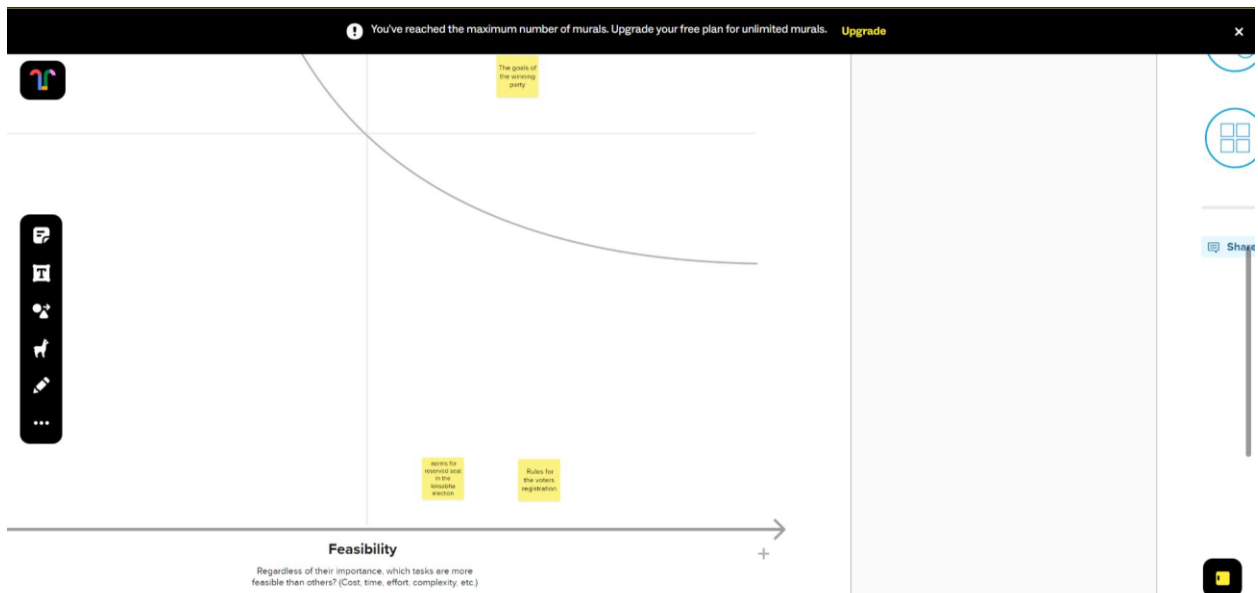 You've reached the maximum number of murals. Upgrade your free plan for unlimited murals. Upgrade
The goals of
the winning
party
Share
norms for
reserved seat
in the
loksabha
election
Rules for
the voters
registration
Feasibility
Regardless of their importance, which tasks are more
feasible than others? (Cost, time, effort, complexity, etc.)